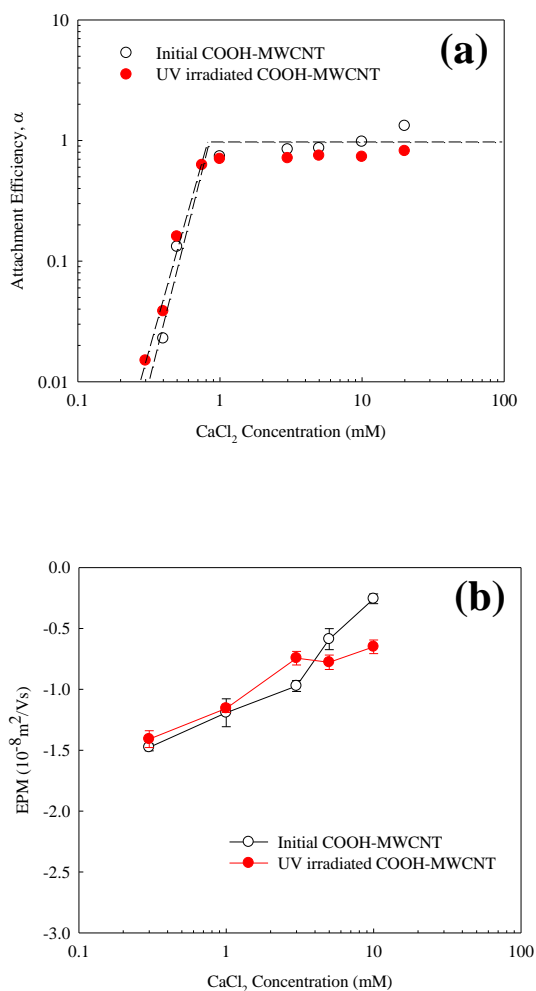 (a)
Initial COOH-MWCNT
UV irradiated COOH-MWCNT
10
1
0.1
0.01
Attachment Efficiency, α
0.1 1 10 100
CaCl₂ Concentration (mM)
(b)
0.0
-0.5
-1.0
-1.5
-2.0
-2.5
-3.0
EPM (10⁻⁸m²/Vs)
Initial COOH-MWCNT
UV irradiated COOH-MWCNT
0.1 1 10 100
CaCl₂ Concentration (mM)